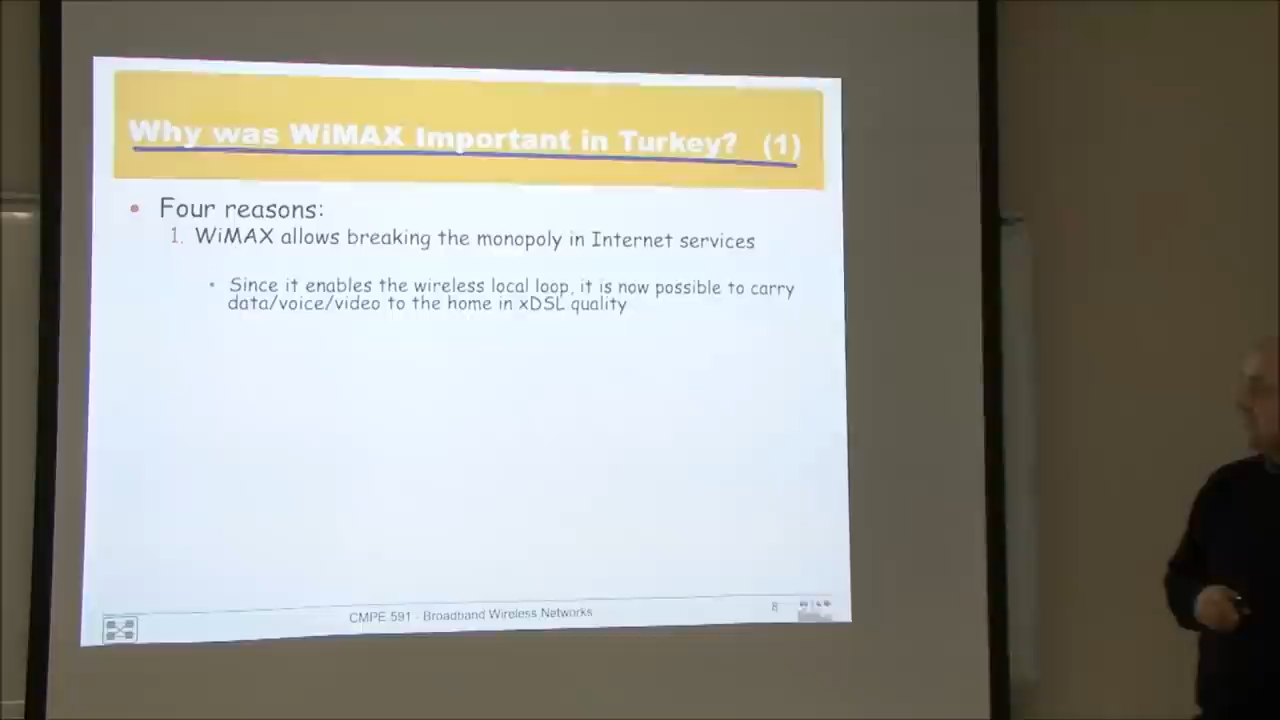 Why was WiMAX Important in Turkey? (1)
• Four reasons:
1. WiMAX allows breaking the monopoly in Internet services
• Since it enables the wireless local loop, it is now possible to carry
data/voice/video to the home in xDSL quality
CMPE 591 - Broadband Wireless Networks
8